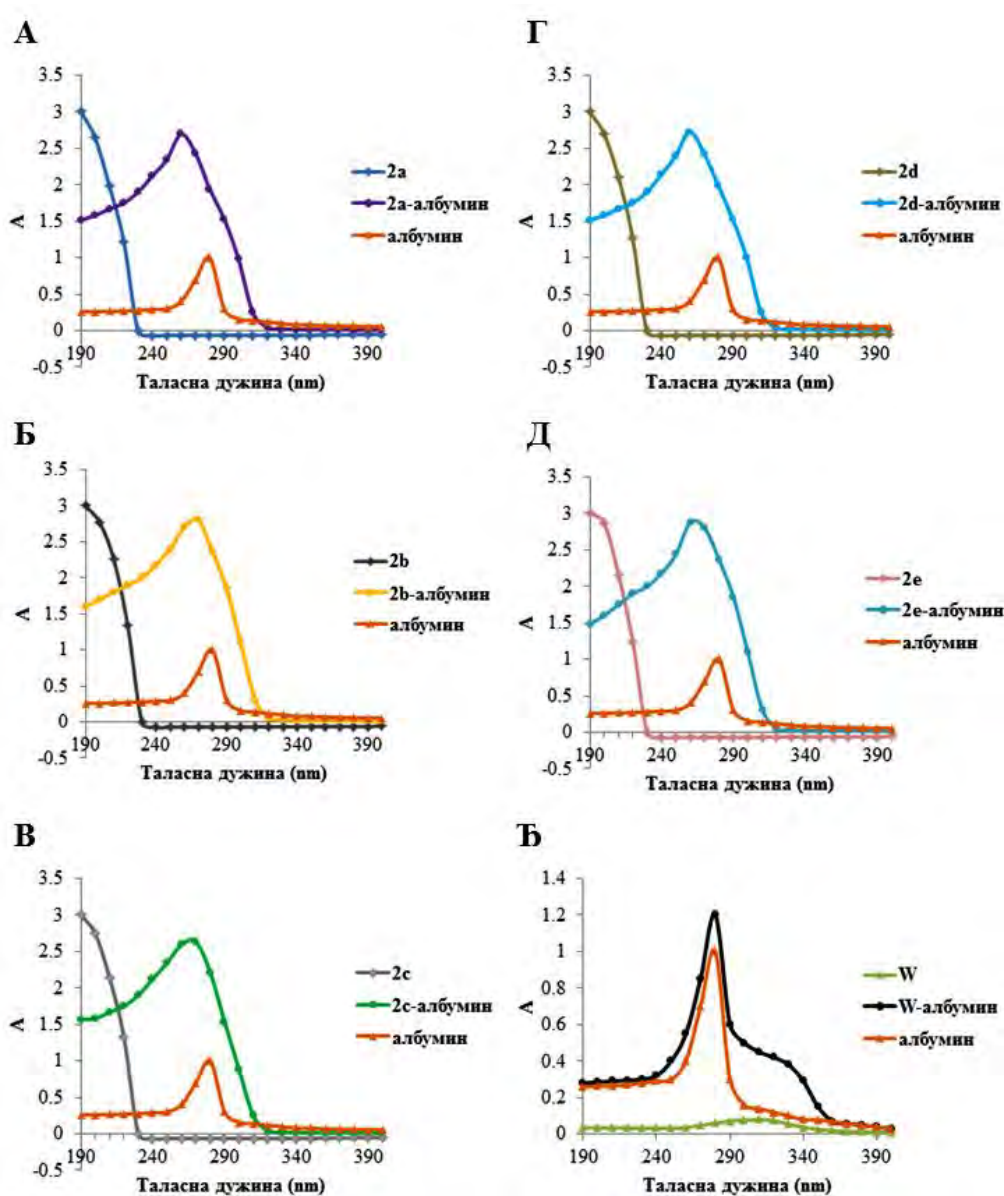 А
3.5
3
2.5
2
1.5
1
0.5
0
-0.5
A
190 240 290 340 390
Таласна дужина (nm)
2a
2a-албумин
албумин
Б
3.5
3
2.5
2
1.5
1
0.5
0
-0.5
A
190 240 290 340 390
Таласна дужина (nm)
2b
2b-албумин
албумин
В
3.5
3
2.5
2
1.5
1
0.5
0
-0.5
A
190 240 290 340 390
Таласна дужина (nm)
2c
2c-албумин
албумин
Г
3.5
3
2.5
2
1.5
1
0.5
0
-0.5
A
190 240 290 340 390
Таласна дужина (nm)
2d
2d-албумин
албумин
Д
3.5
3
2.5
2
1.5
1
0.5
0
-0.5
A
190 240 290 340 390
Таласна дужина (nm)
2e
2e-албумин
албумин
Ђ
1.4
1.2
1
0.8
0.6
0.4
0.2
0
A
190 240 290 340 390
Таласна дужина (nm)
W
W-албумин
албумин